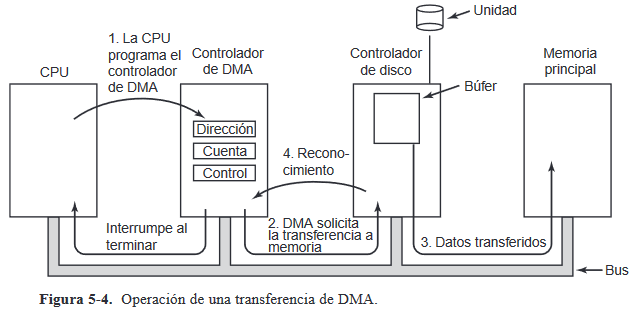 Unidad
1. La CPU
programa el
controlador
de DMA
CPU
Controlador
de DMA
Controlador
de disco
Memoria
principal
Búfer
Dirección
Cuenta
Control
4. Recono-
cimiento
Interrumpe al
terminar
2. DMA solicita
la transferencia a
memoria
3. Datos transferidos
Bus
Figura 5-4. Operación de una transferencia de DMA.